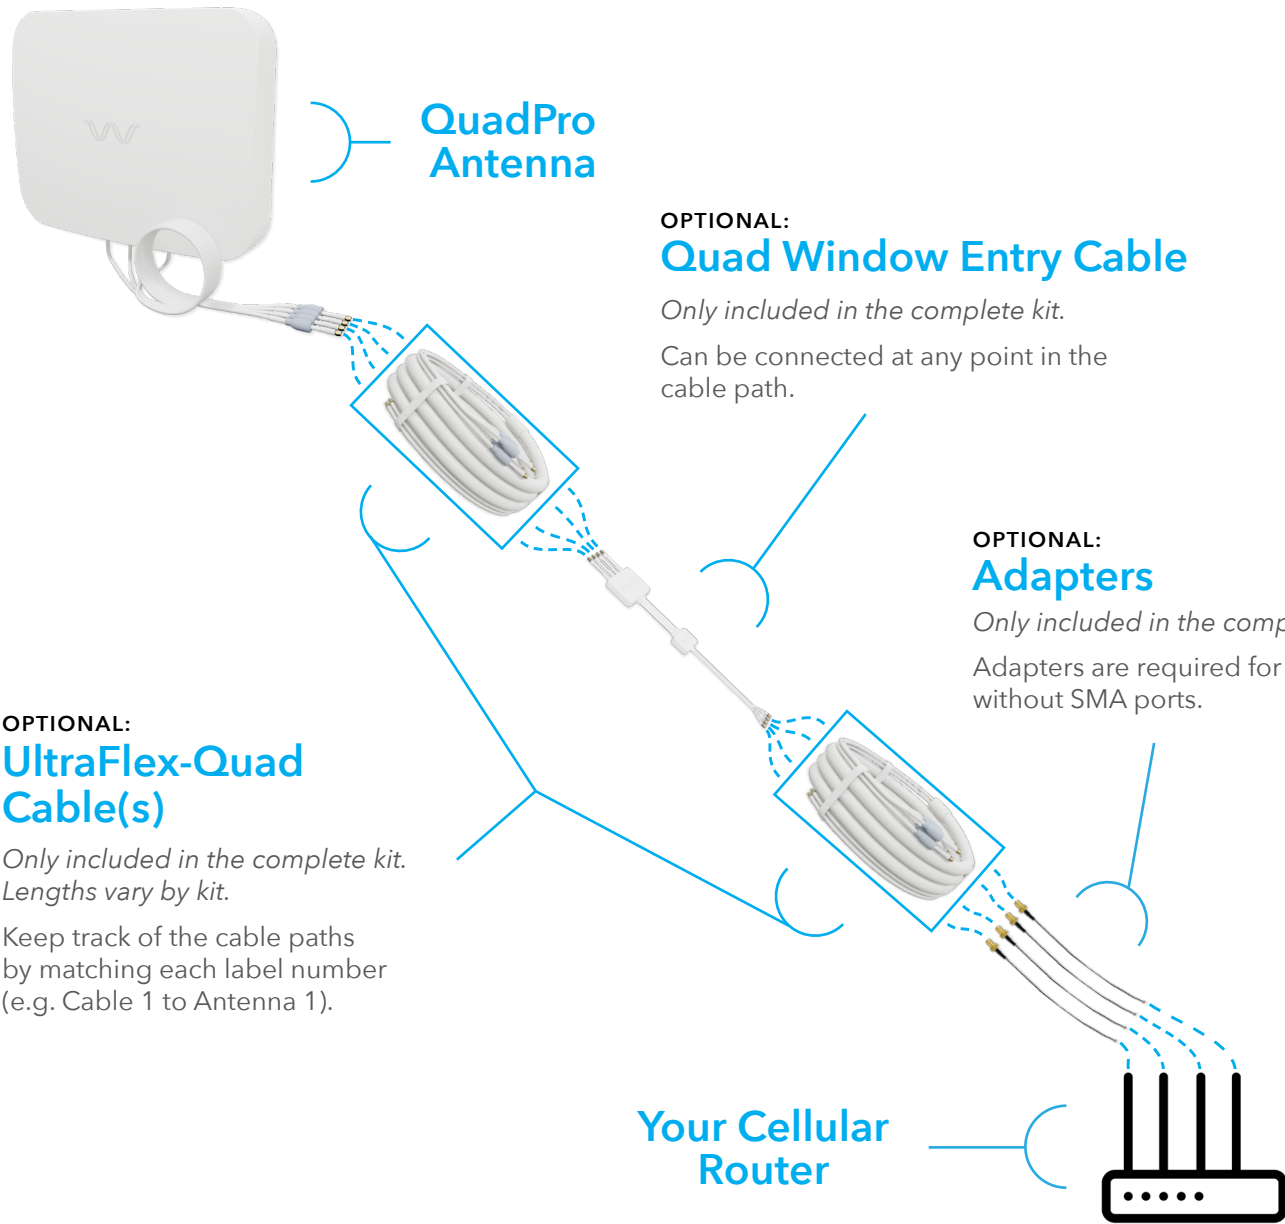 QuadPro
Antenna
OPTIONAL:
Quad Window Entry Cable
Only included in the complete kit.
Can be connected at any point in the
cable path.
OPTIONAL:
Adapters
Only included in the
Adapters are required for
without SMA ports.
OPTIONAL:
UltraFlex-Quad
Cable(s)
Only included in the complete kit.
Lengths vary by kit.
Keep track of the cable paths
by matching each label number
(e.g. Cable 1 to Antenna 1).
Your Cellular
Router